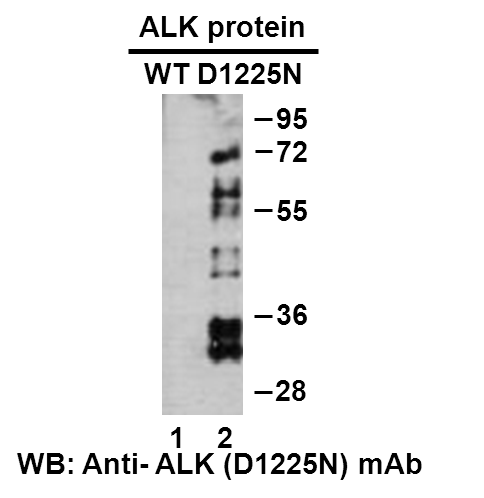 ALK protein
WT D1225N
–95
–72
–55
–36
–28
1 2
WB: Anti- ALK (D1225N) mAb